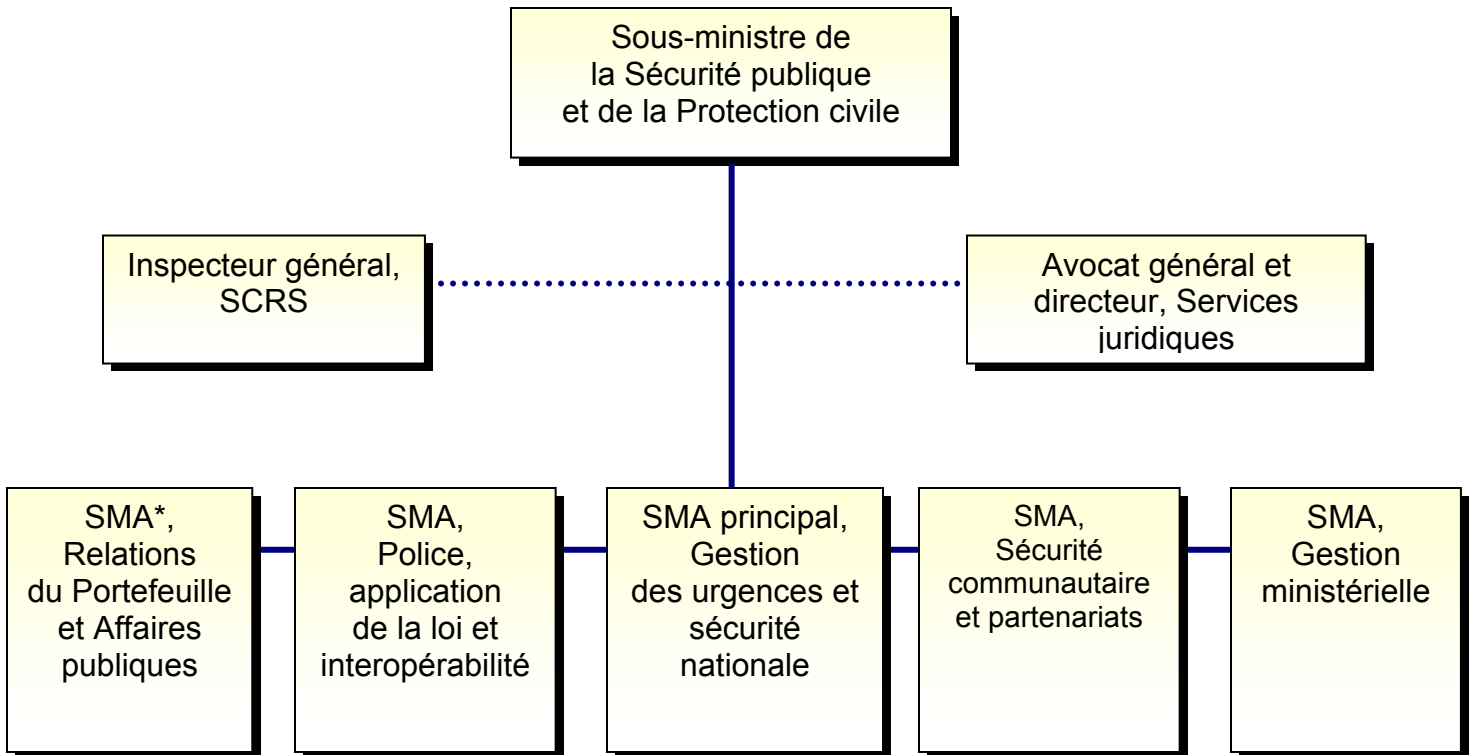 Sous-ministre de
la Sécurité publique
et de la Protection civile
Inspecteur général,
SCRS
Avocat général et
directeur, Services
juridiques
SMA*,
Relations
du Portefeuille
et Affaires
publiques
SMA,
Police,
application
de la loi et
interopérabilité
SMA principal,
Gestion
des urgences et
sécurité
nationale
SMA,
Sécurité
communautaire
et partenariats
SMA,
Gestion
ministérielle